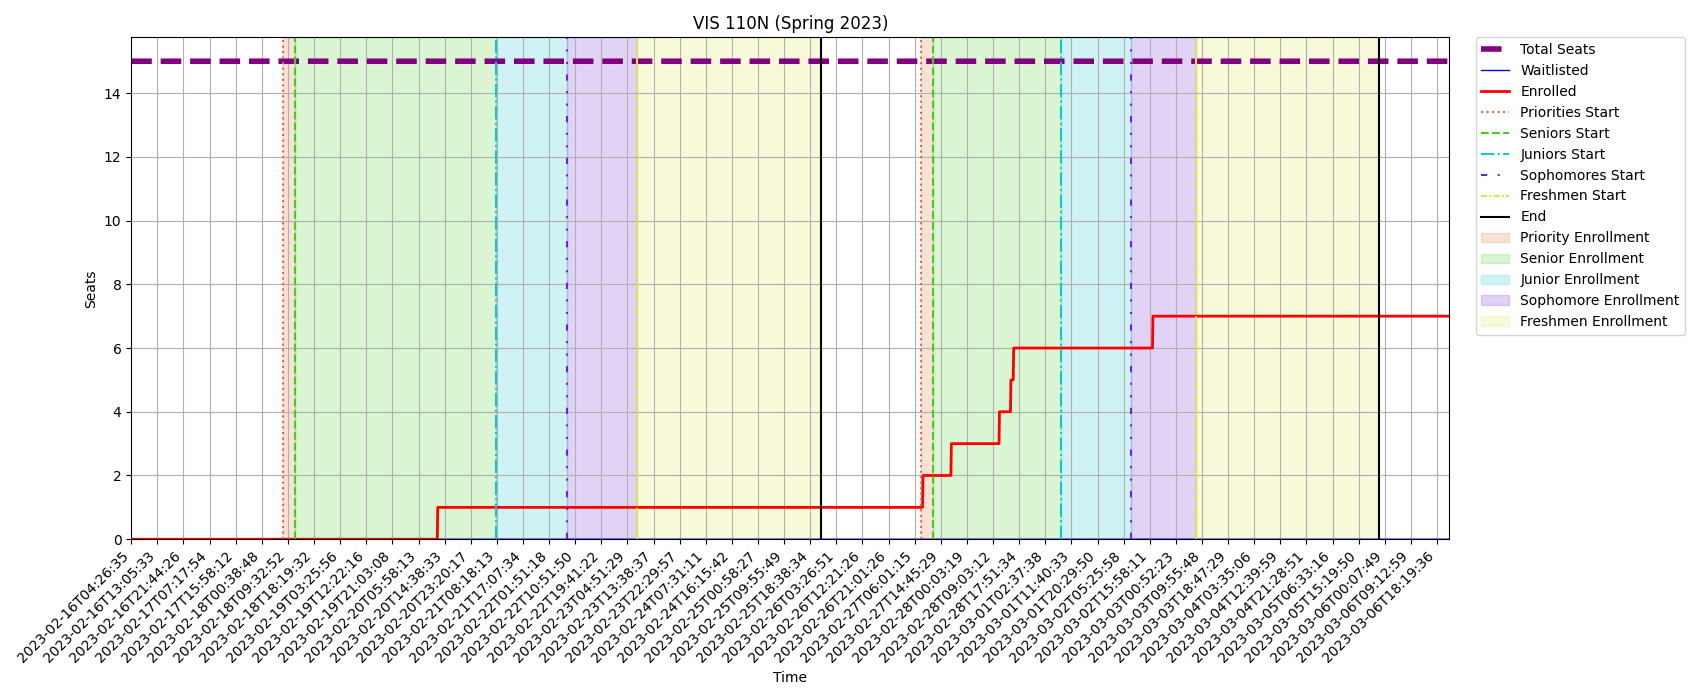 VIS 110N (Spring 2023)
Seats
0
2
4
6
8
10
12
14
2023-02-16T04:26:35
2023-02-16T13:05:33
2023-02-16T21:44:26
2023-02-17T07:17:54
2023-02-17T15:58:12
2023-02-18T00:38:48
2023-02-18T09:32:52
2023-02-18T18:19:32
2023-02-19T03:25:56
2023-02-19T12:22:16
2023-02-19T21:03:08
2023-02-20T05:58:13
2023-02-20T14:38:33
2023-02-20T23:20:17
2023-02-21T08:18:13
2023-02-21T17:07:34
2023-02-22T01:51:18
2023-02-22T10:51:50
2023-02-22T19:41:22
2023-02-23T04:51:29
2023-02-23T13:38:37
2023-02-23T22:29:57
2023-02-24T07:31:11
2023-02-24T16:15:42
2023-02-25T00:58:27
2023-02-25T09:55:49
2023-02-25T18:38:34
2023-02-26T03:26:51
2023-02-26T12:21:26
2023-02-26T21:01:26
2023-02-27T06:01:15
2023-02-27T14:45:29
2023-02-28T00:03:19
2023-02-28T09:03:12
2023-02-28T17:51:34
2023-03-01T02:37:38
2023-03-01T11:40:33
2023-03-01T20:29:50
2023-03-02T05:25:58
2023-03-02T15:58:11
2023-03-03T00:52:23
2023-03-03T09:55:48
2023-03-03T18:47:29
2023-03-04T03:35:06
2023-03-04T12:39:59
2023-03-04T21:28:51
2023-03-05T06:33:16
2023-03-05T15:19:50
2023-03-06T00:07:49
2023-03-06T09:12:59
2023-03-06T18:19:36
Time
Total Seats
Waitlisted
Enrolled
Priorities Start
Seniors Start
Juniors Start
Sophomores Start
Freshmen Start
End
Priority Enrollment
Senior Enrollment
Junior Enrollment
Sophomore Enrollment
Freshmen Enrollment